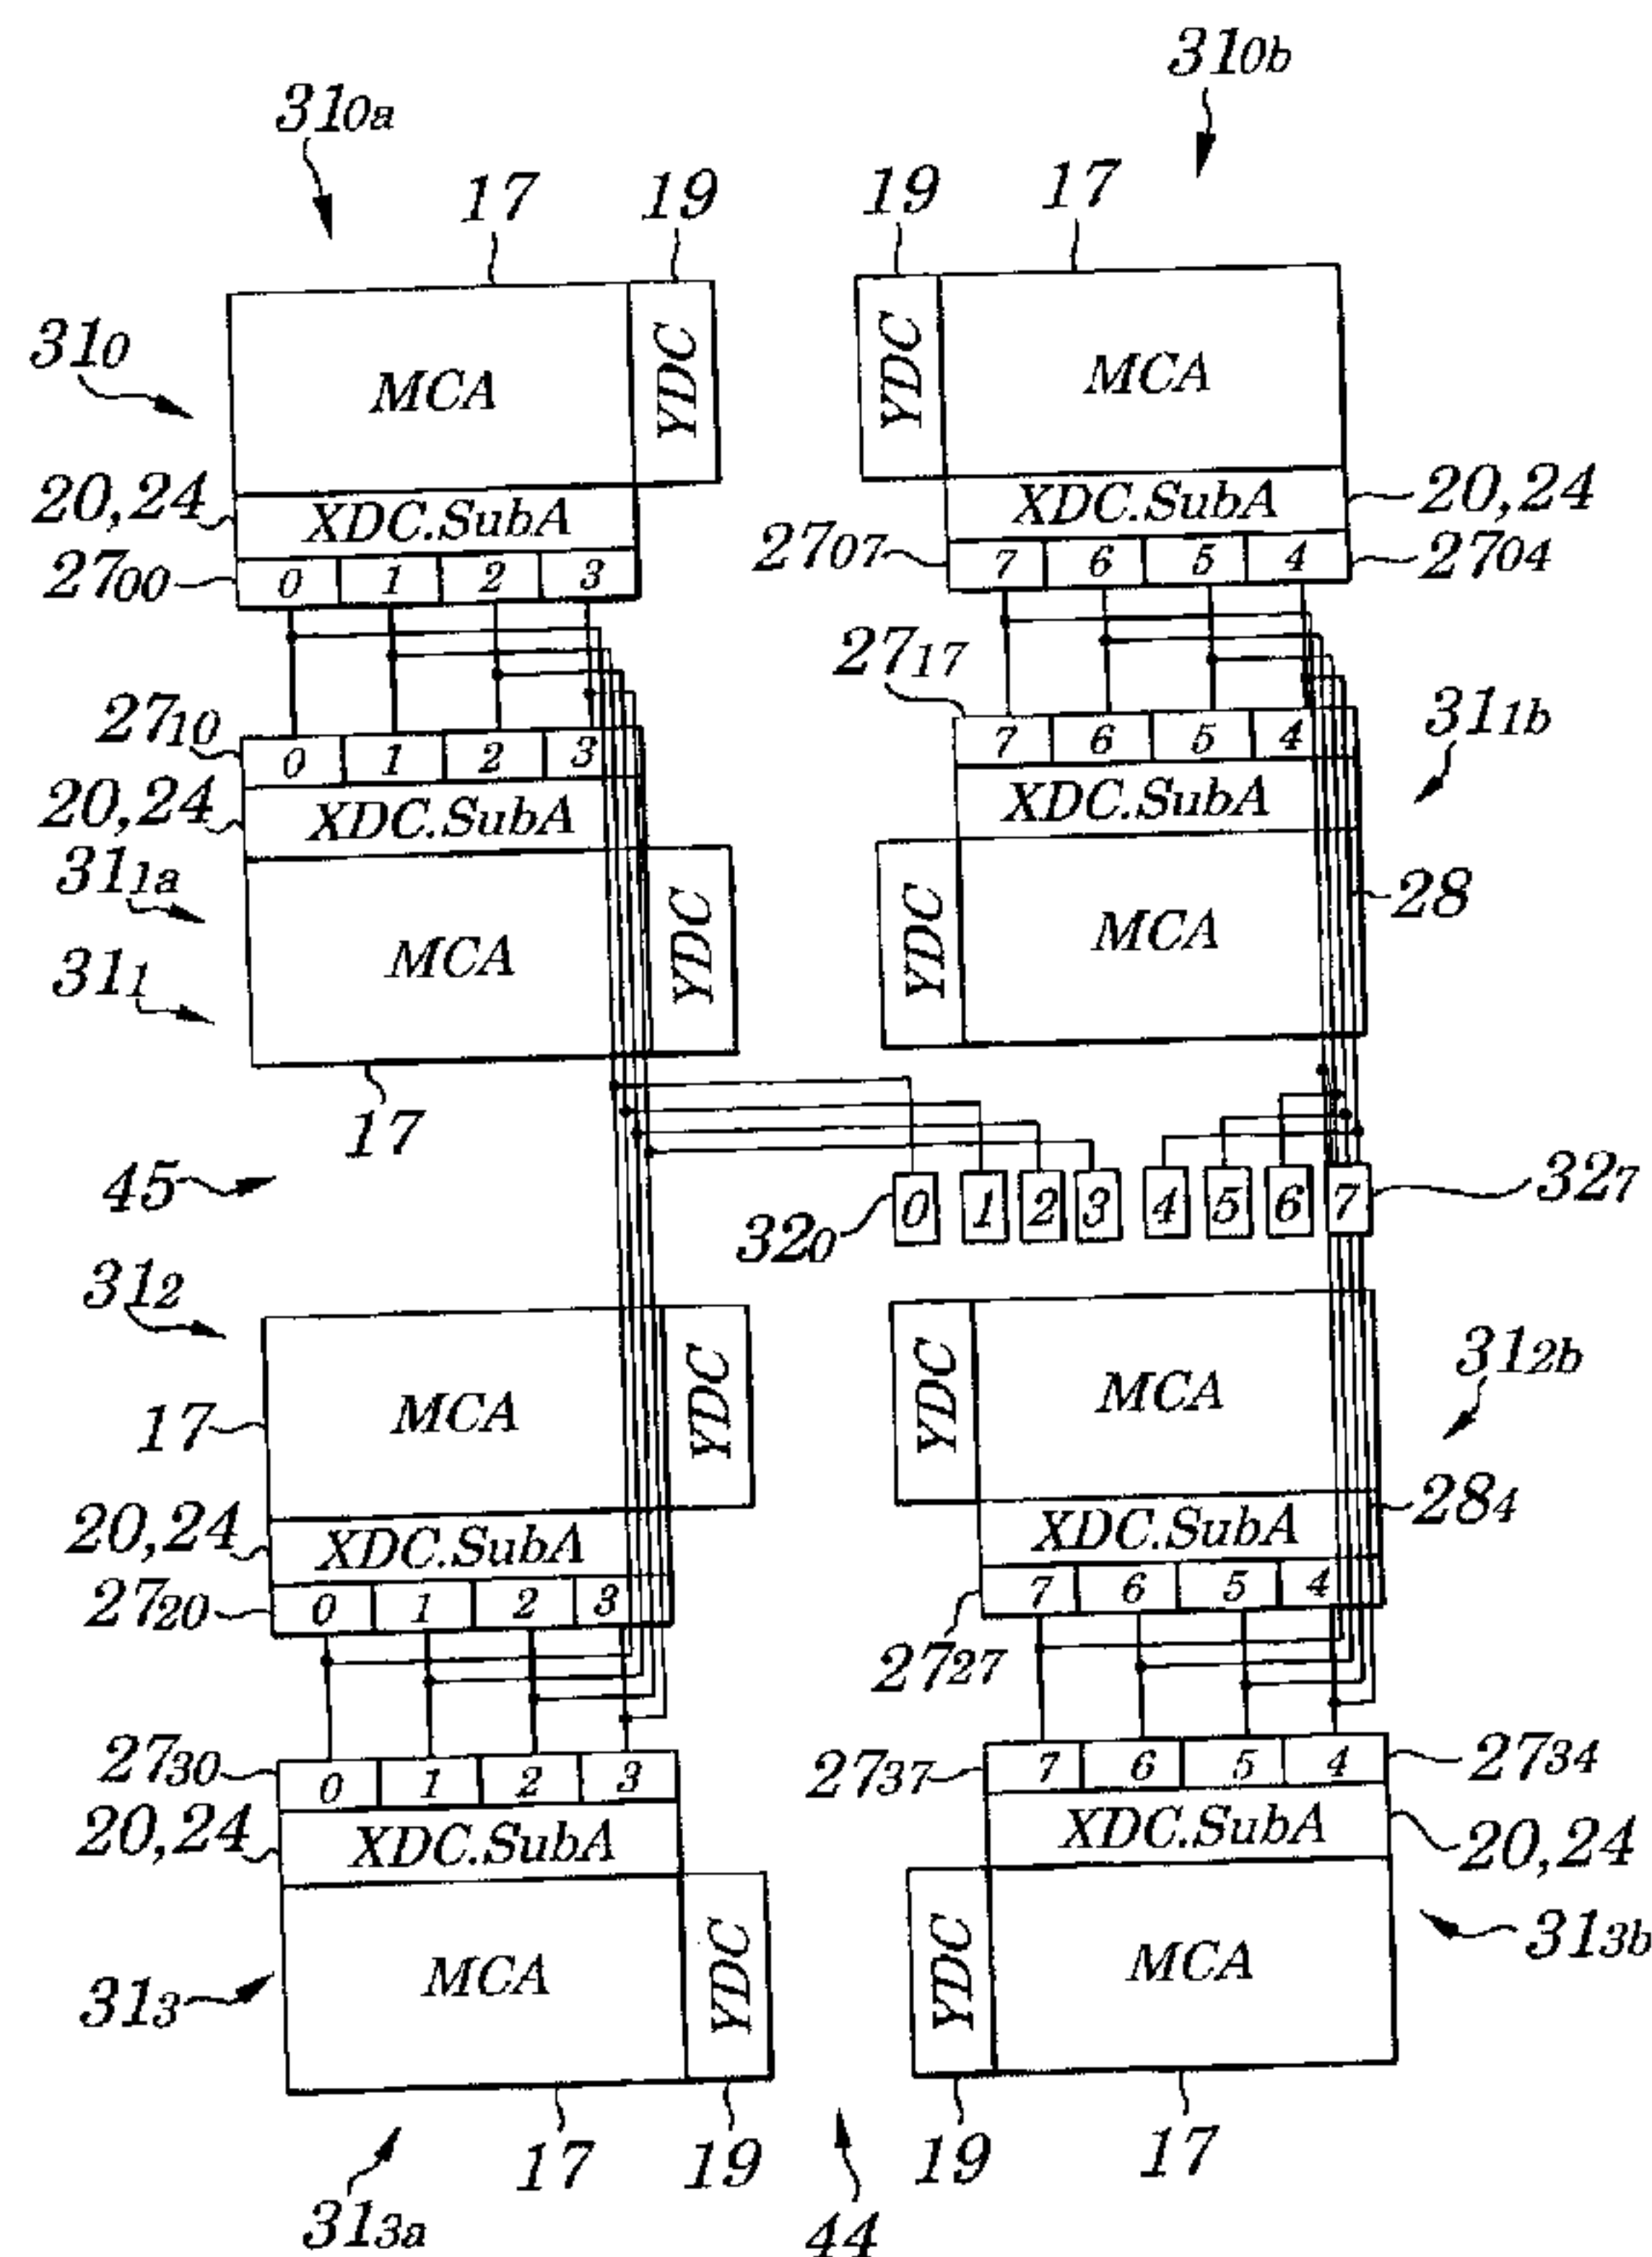 31₀b
31₀a
17 19 19 17
31₀
MCA YDC YDC MCA
20,24 XDC.SubA XDC.SubA 20,24
27₀₀ 0 1 2 3 27₀₇ 7 6 5 4 27₀₄
27₁₇
27₁₀ 0 1 2 3 7 6 5 4 31₁b
20,24 XDC.SubA XDC.SubA
31₁a 28
31₁ MCA YDC YDC MCA
17
45 32₀ 0 1 2 3 4 5 6 7 32₇
31₂
31₂b
17 MCA YDC YDC MCA
28₄
20,24 XDC.SubA XDC.SubA
27₂₀ 0 1 2 3 7 6 5 4
27₂₇
27₃₀ 0 1 2 3 27₃₇ 7 6 5 4 27₃₄
20,24 XDC.SubA XDC.SubA 20,24
31₃b
31₃ MCA YDC YDC MCA
17 19 19 17
31₃a 44